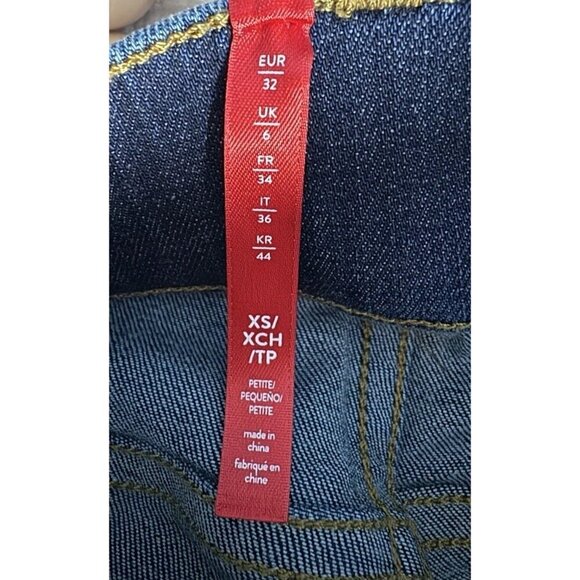 EUR
32
UK
6
FR
34
IT
36
KR
44
XS/
XCH
/TP
PETITE/
PEQUEÑO/
PETITE
made in
china
fabriqué en
chine